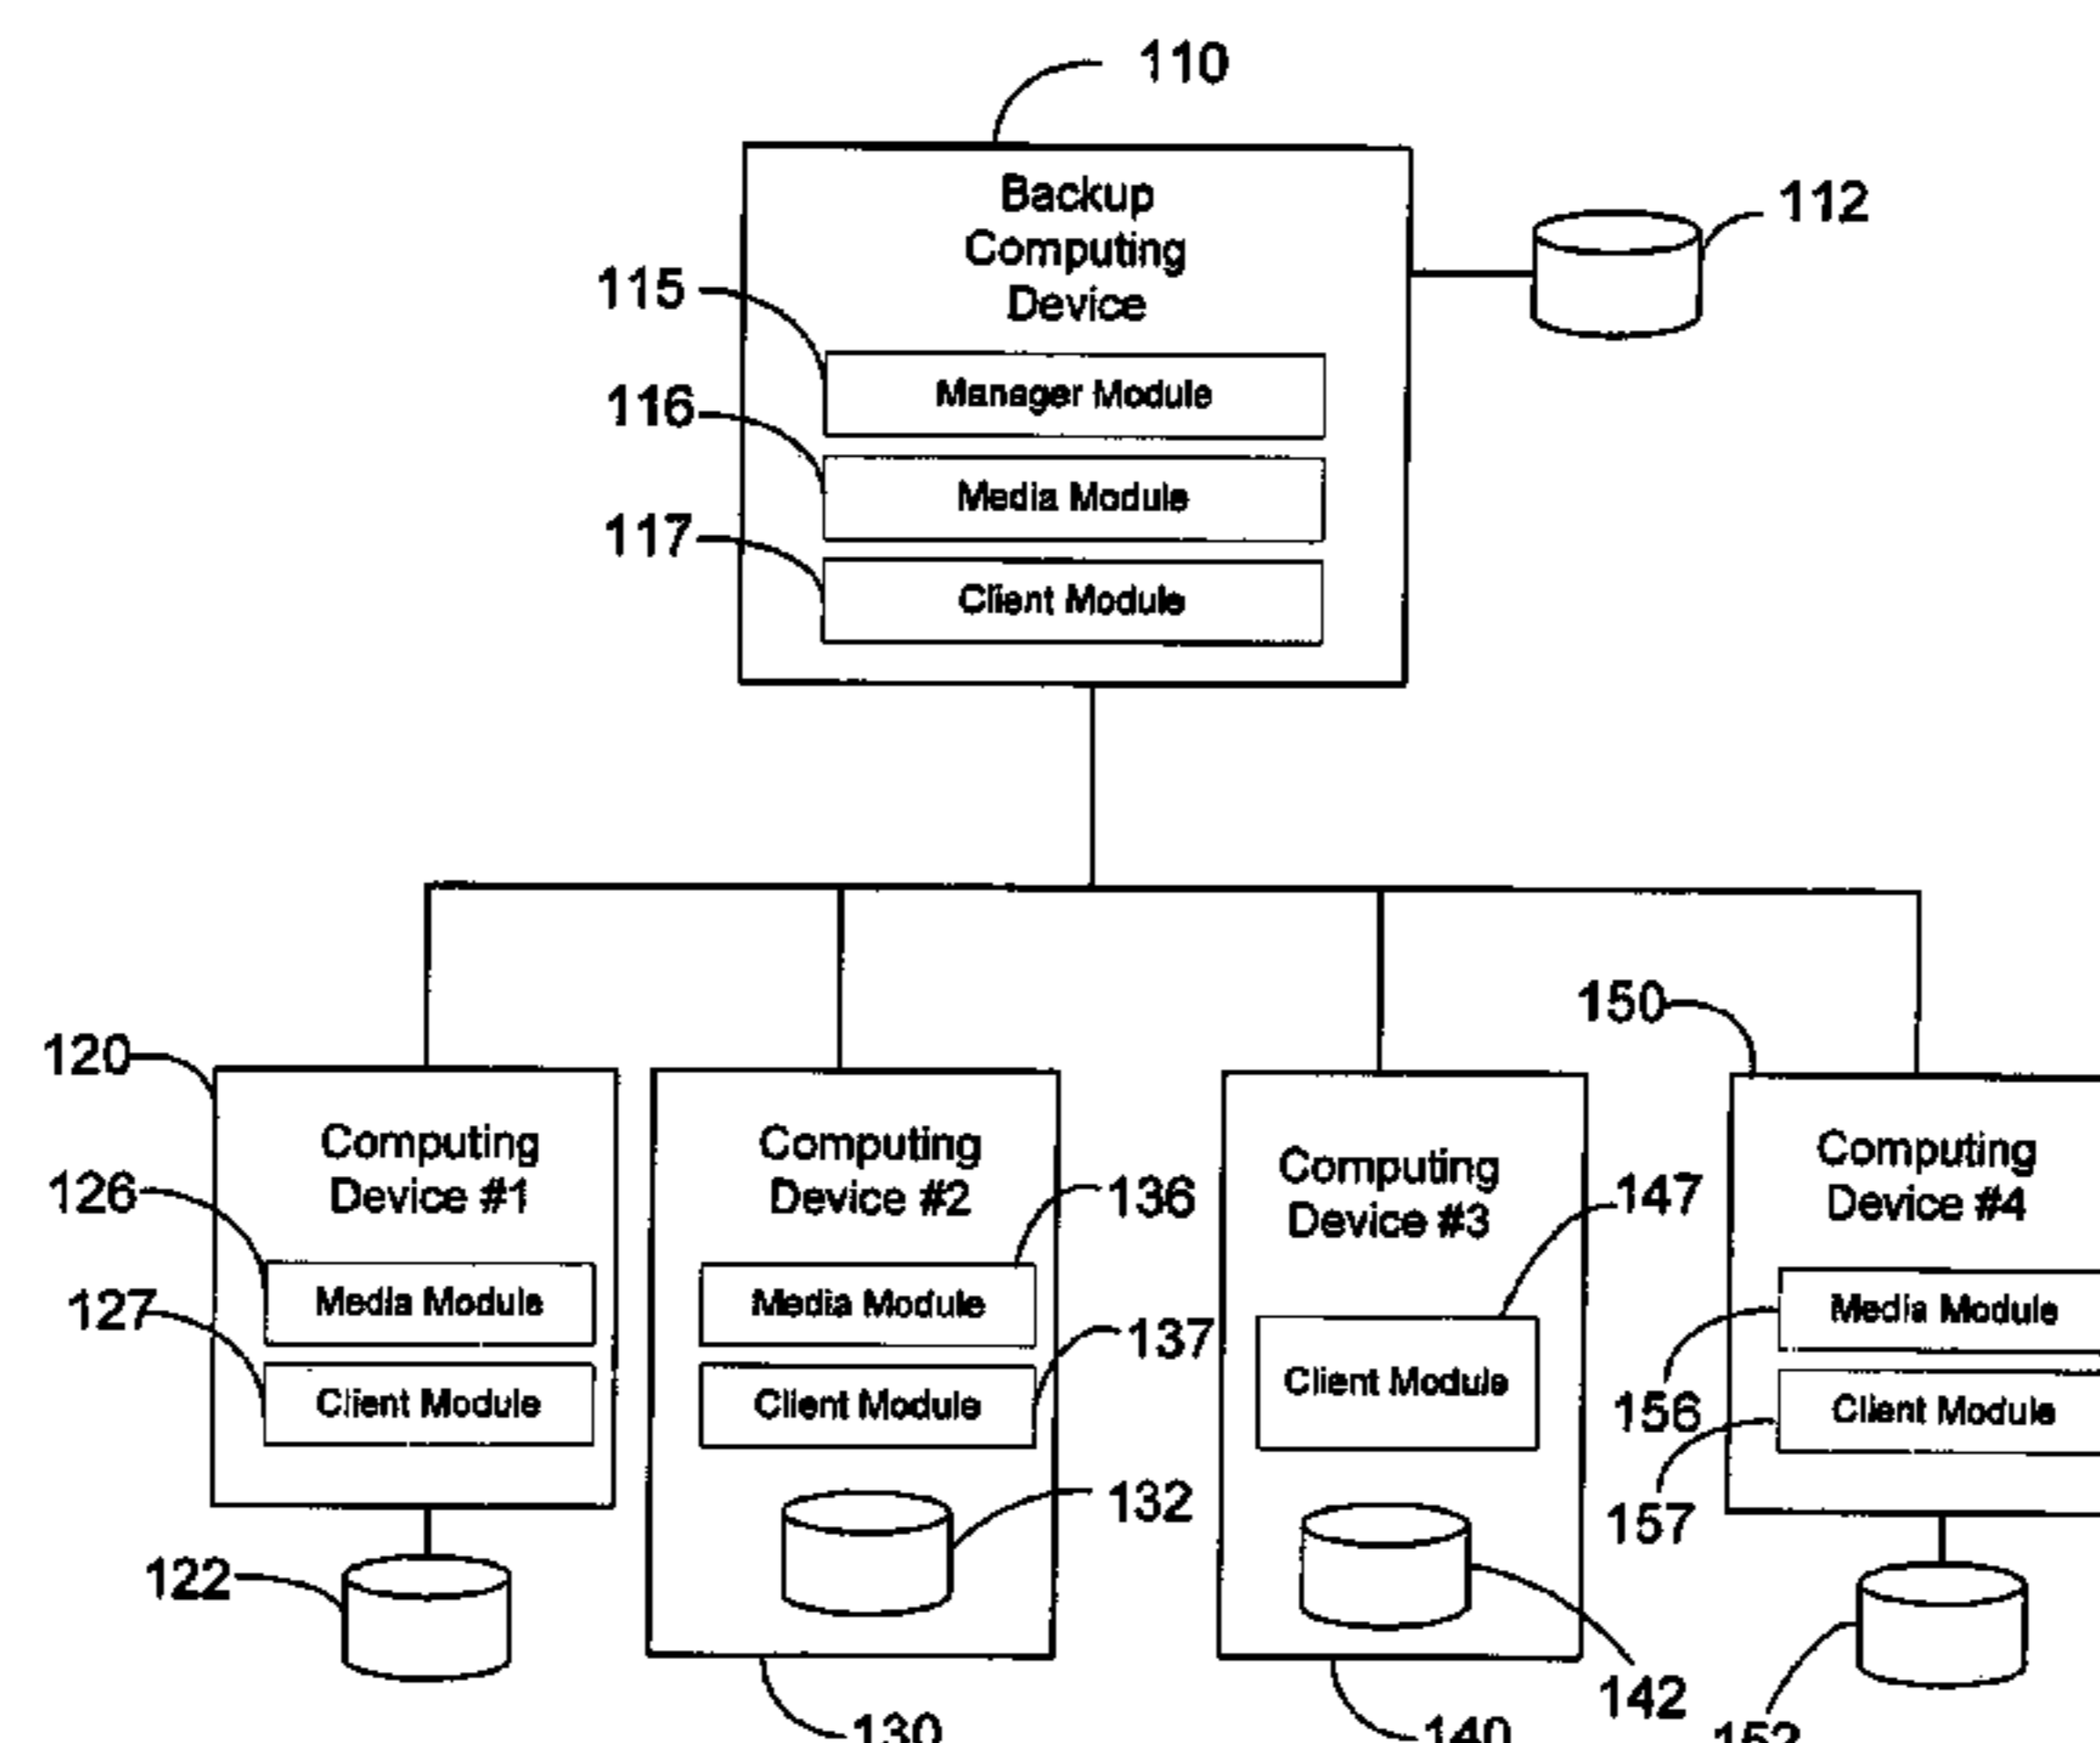 110
Backup
Computing
Device
112
115
Manager Module
116
Media Module
117
Client Module
150
120
Computing
Device #1
126
Media Module
127
Client Module
122
Computing
Device #2
136
Media Module
137
Client Module
132
130
Computing
Device #3
147
Client Module
142
140
Computing
Device #4
Media Module
156
Client Module
157
152